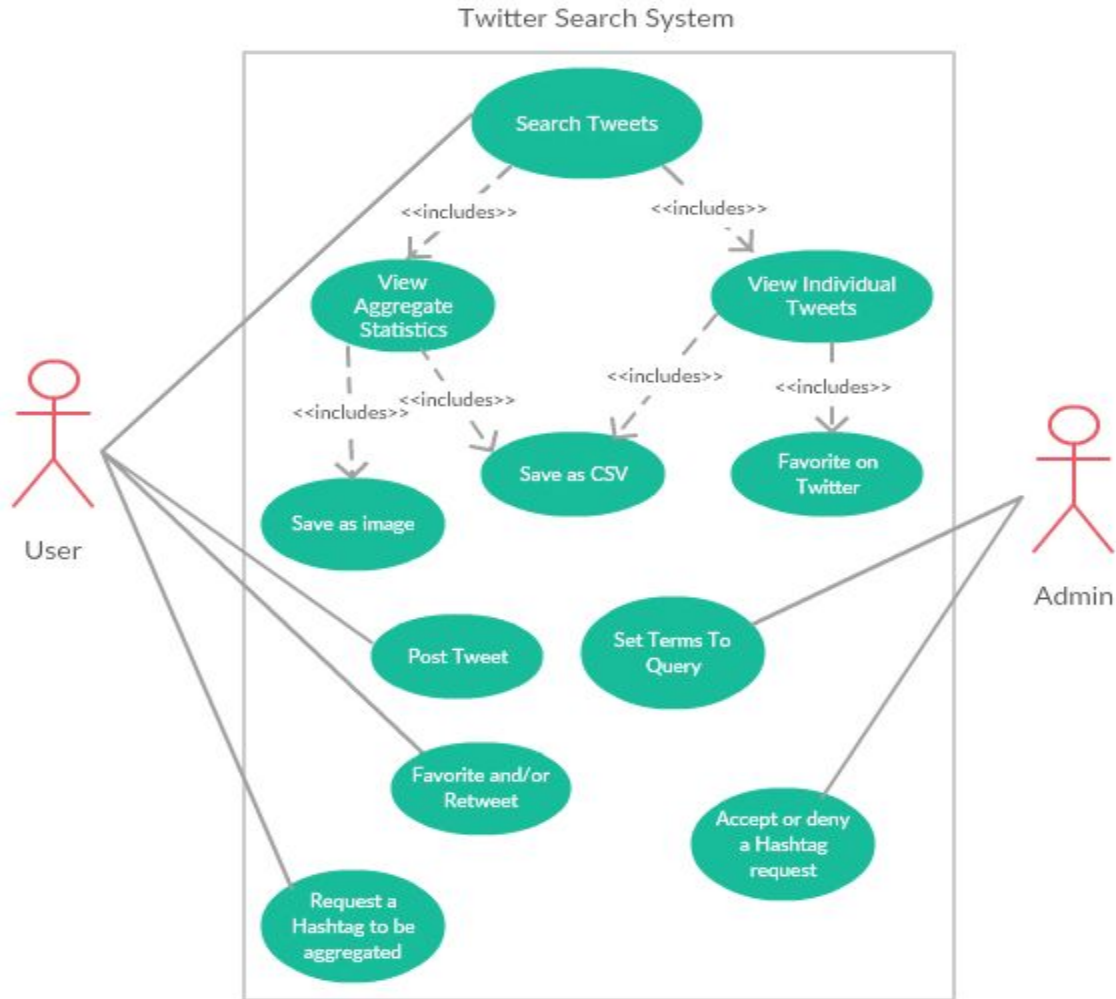 Twitter Search System
Search Tweets
<<includes>>
<<includes>>
View
Aggregate
Statistics
View Individual
Tweets
<<includes>>
<<includes>>
<<includes>>
<<includes>>
Save as image
Save as CSV
Favorite on
Twitter
User
Admin
Post Tweet
Set Terms To
Query
Favorite and/or
Retweet
Accept or deny
a Hashtag
request
Request a
Hashtag to be
aggregated